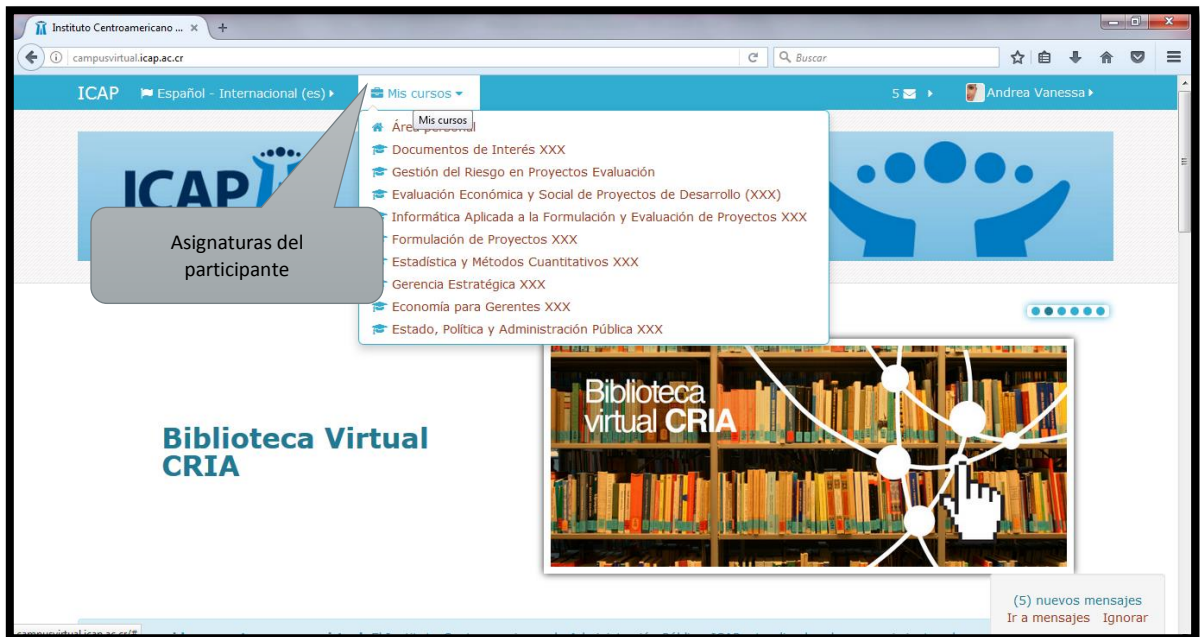 Instituto Centroamericano ...
campusvirtual.icap.ac.cr
Buscar
ICAP Español - Internacional (es) Mis cursos 5 Andrea Vanessa
Mis cursos
Área personal
Documentos de Interés XXX
Gestión del Riesgo en Proyectos Evaluación
Evaluación Económica y Social de Proyectos de Desarrollo (XXX)
Informática Aplicada a la Formulación y Evaluación de Proyectos XXX
Formulación de Proyectos XXX
Estadística y Métodos Cuantitativos XXX
Gerencia Estratégica XXX
Economía para Gerentes XXX
Estado, Política y Administración Pública XXX
ICAP
Asignaturas del
participante
Biblioteca Virtual
CRIA
Biblioteca
virtual CRIA
(5) nuevos mensajes
Ir a mensajes Ignorar
campusvirtual.icap.ac.cr/#